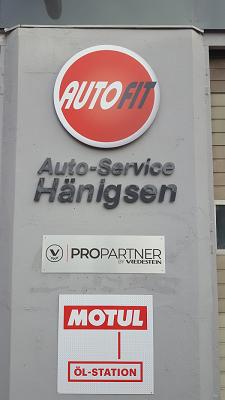 AUTOFIT
Auto-Service
Hänigsen
PROPARTNER
BY VREDESTEIN
MOTUL
ÖL-STATION